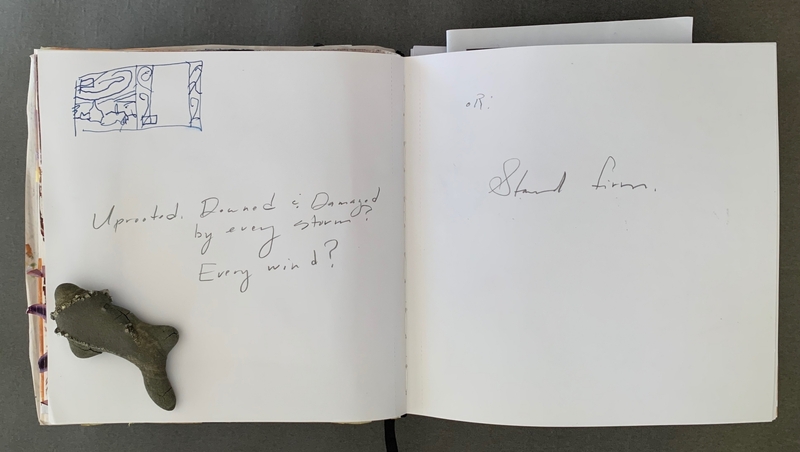 Uprooted. Downed & Damaged
by every storm?
Every wind?
oR:
Stand firm.